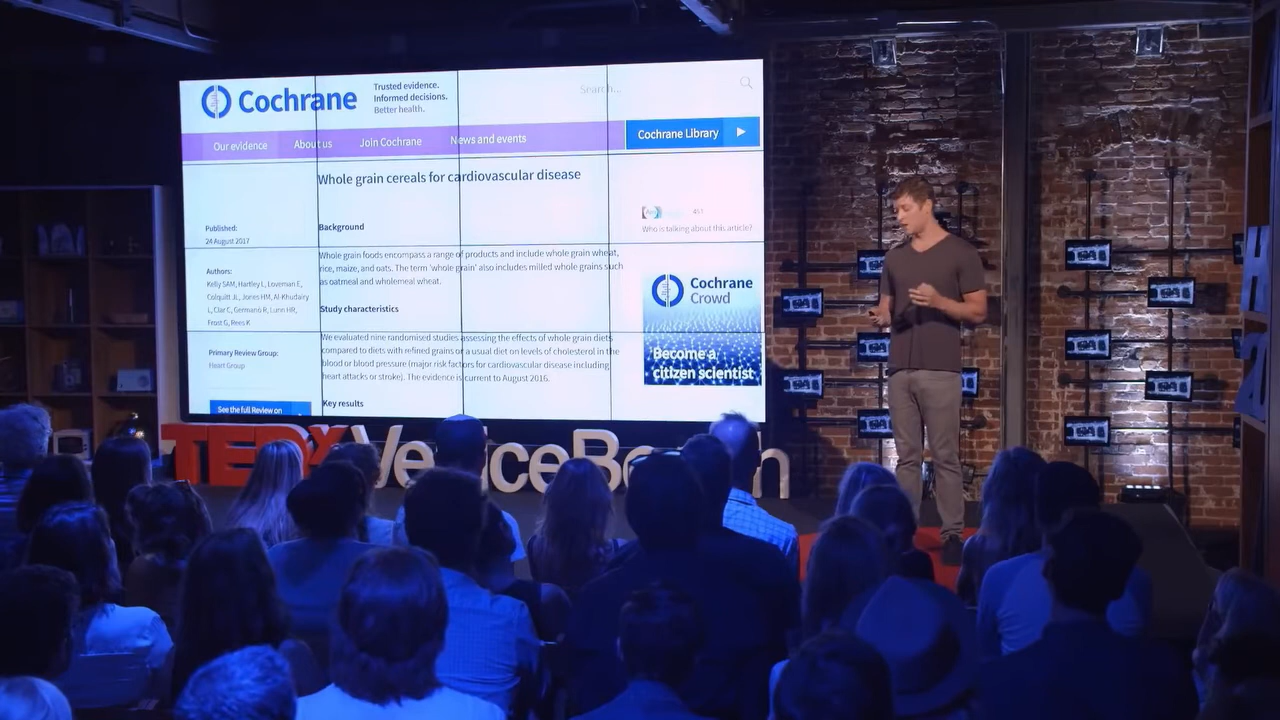 Cochrane
Trusted evidence.
Informed decisions.
Better health.
Search...
Our evidence
About us
Join Cochrane
News and events
Cochrane Library
Whole grain cereals for cardiovascular disease
Published:
24 August 2017
Authors:
Kelly SAM, Hartley L, Loveman E,
Colquitt JL, Jones HM, Al-Khudairy
L, Clar C, Germanò R, Lunn HR,
Frost G, Rees K
Primary Review Group:
Heart Group
See the full Review on
Background
Whole grain foods encompass a range of products and include whole grain wheat,
rice, maize, and oats. The term 'whole grain' also includes milled whole grains such
as oatmeal and wholemeal wheat.
Study characteristics
We evaluated nine randomised studies assessing the effects of whole grain diets
compared to diets with refined grains or a usual diet on levels of cholesterol in the
blood or blood pressure (major risk factors for cardiovascular disease including
heart attacks or stroke). The evidence is current to August 2016.
Key results
451
Who is talking about this article?
Cochrane
Crowd
Become a
citizen scientist
TEDx VeniceBeach